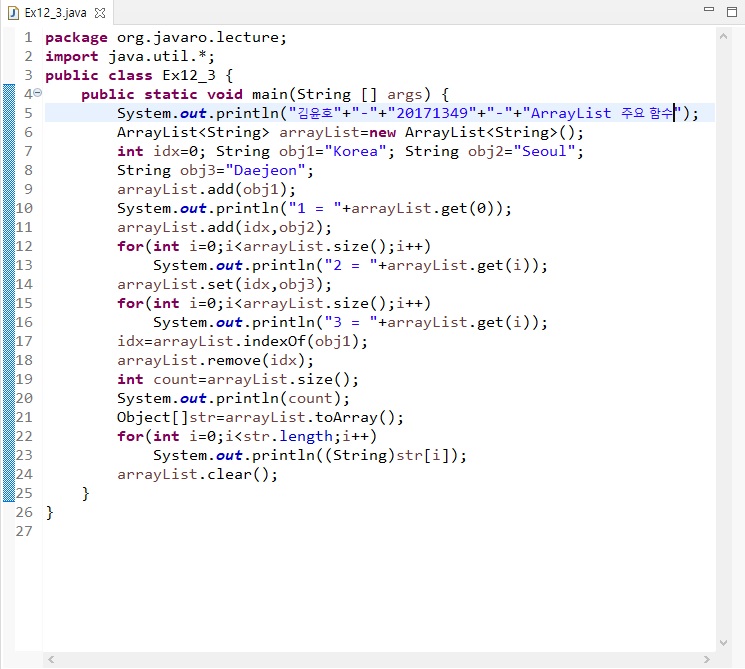 Ex12_3.java
1 package org.javaro.lecture;
2 import java.util.*;
3 public class Ex12_3 {
4 public static void main(String [] args) {
5 System.out.println("김윤호"+"-"+"20171349"+"-"+"ArrayList 주요 함수");
6 ArrayList<String> arrayList=new ArrayList<String>();
7 int idx=0; String obj1="Korea"; String obj2="Seoul";
8 String obj3="Daejeon";
9 arrayList.add(obj1);
10 System.out.println("1 = "+arrayList.get(0));
11 arrayList.add(idx,obj2);
12 for(int i=0;i<arrayList.size();i++)
13 System.out.println("2 = "+arrayList.get(i));
14 arrayList.set(idx,obj3);
15 for(int i=0;i<arrayList.size();i++)
16 System.out.println("3 = "+arrayList.get(i));
17 idx=arrayList.indexOf(obj1);
18 arrayList.remove(idx);
19 int count=arrayList.size();
20 System.out.println(count);
21 Object[]str=arrayList.toArray();
22 for(int i=0;i<str.length;i++)
23 System.out.println((String)str[i]);
24 arrayList.clear();
25 }
26 }
27